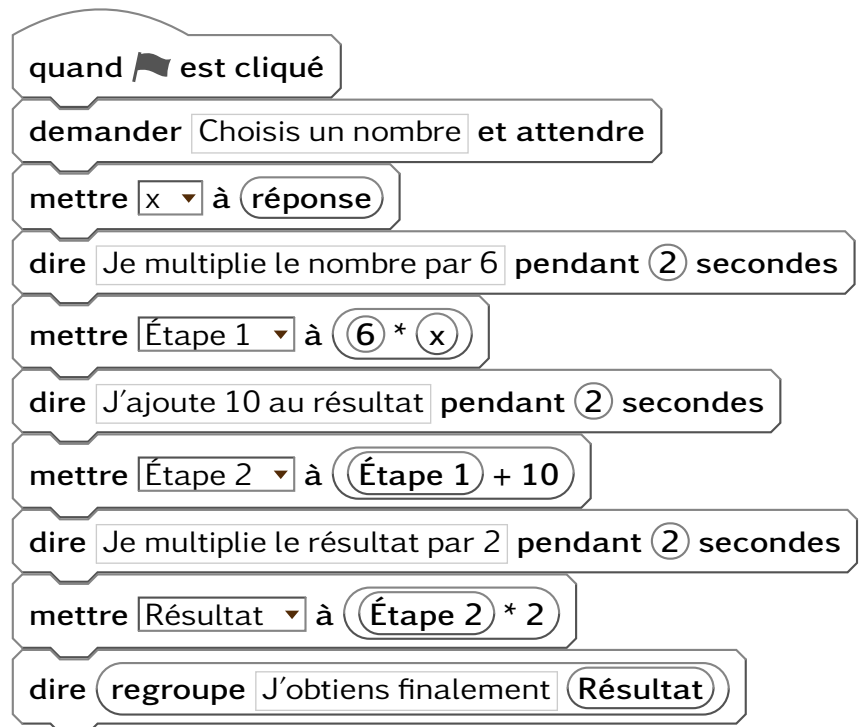 quand est cliqué
demander Choisis un nombre et attendre
mettre x à réponse
dire Je multiplie le nombre par 6 pendant 2 secondes
mettre Étape 1 à 6 * x
dire J'ajoute 10 au résultat pendant 2 secondes
mettre Étape 2 à Étape 1 + 10
dire Je multiplie le résultat par 2 pendant 2 secondes
mettre Résultat à Étape 2 * 2
dire regroupe J'obtiens finalement Résultat